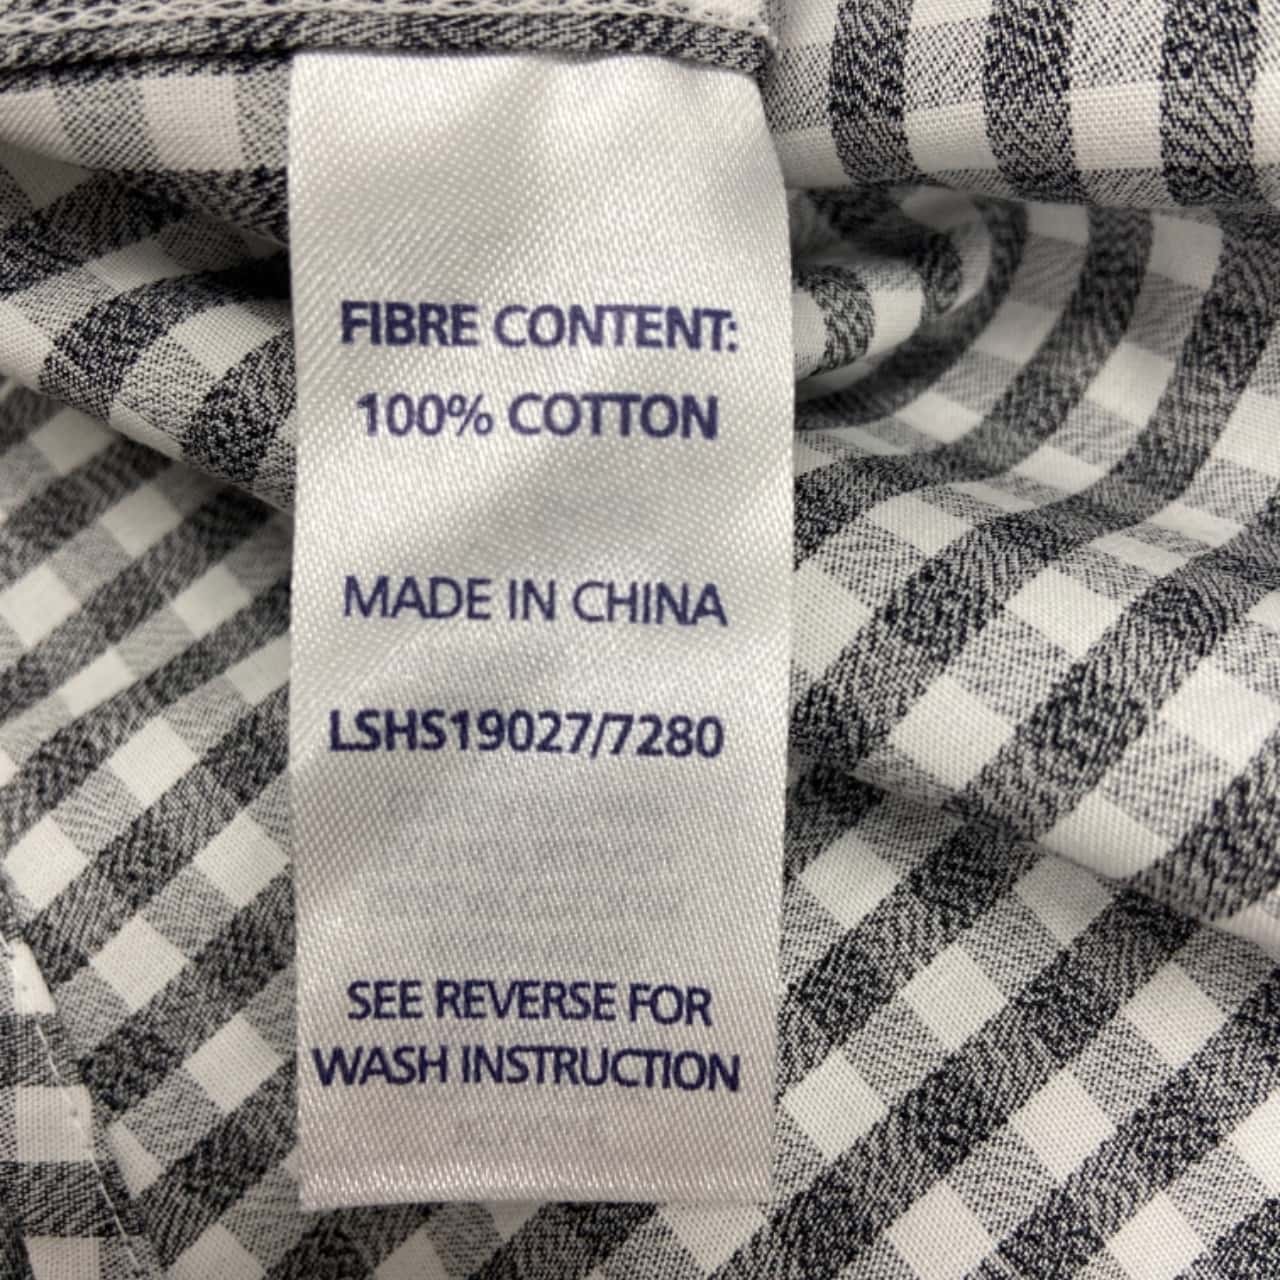 FIBRE CONTENT:
100% COTTON
MADE IN CHINA
LSHS19027/7280
SEE REVERSE FOR
WASH INSTRUCTION